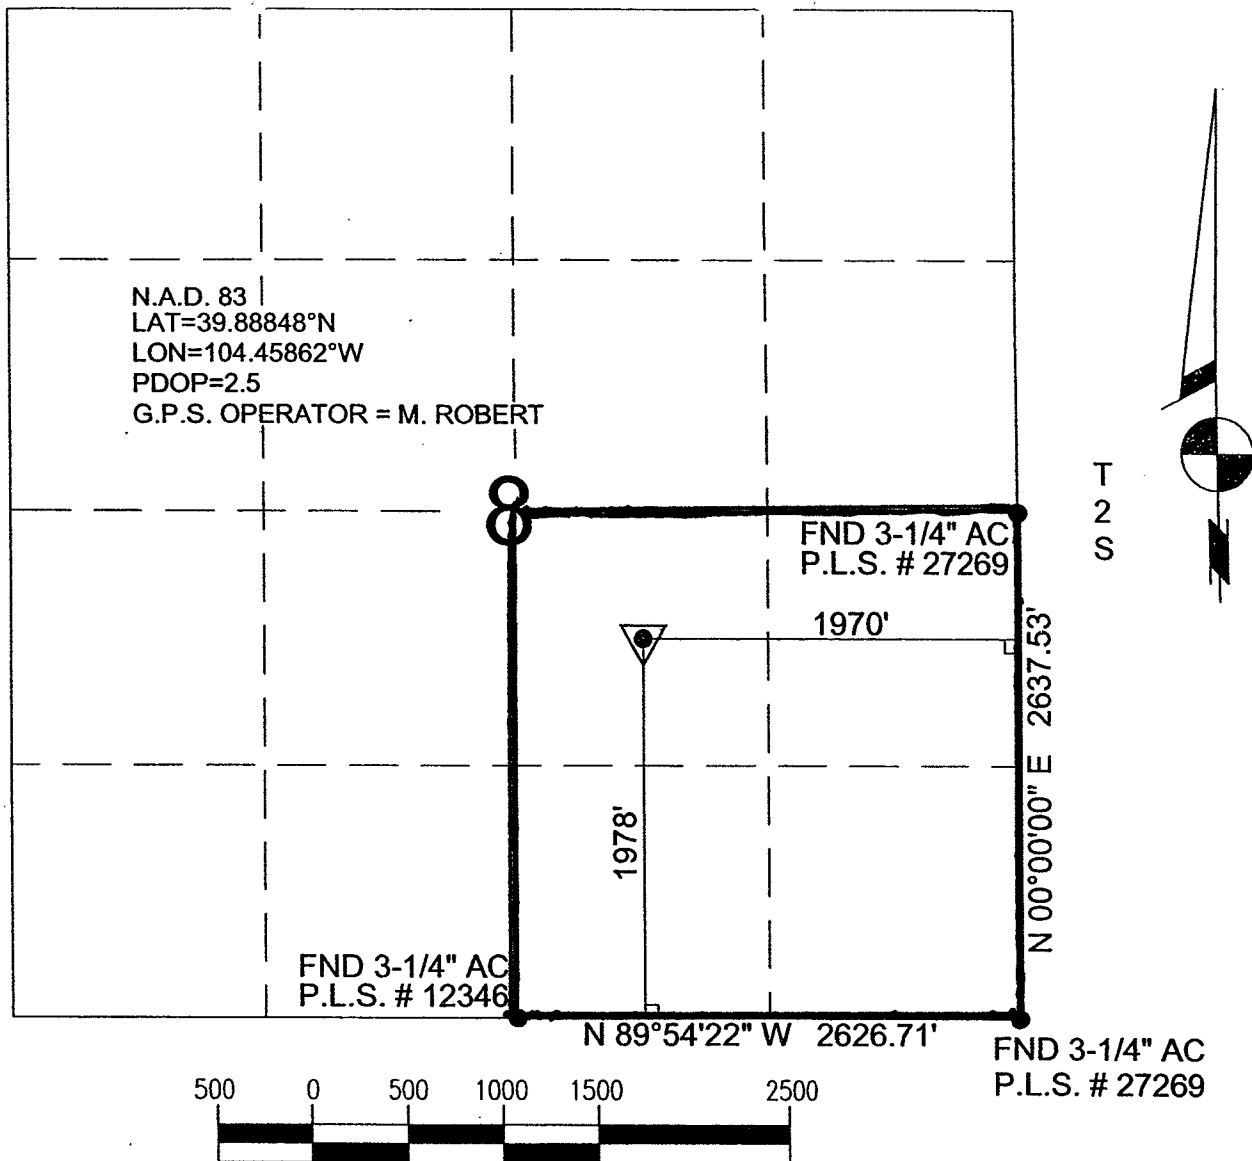 N.A.D. 83
LAT=39.88848°N
LON=104.45862°W
PDOP=2.5
G.P.S. OPERATOR = M. ROBERT
8
FND 3-1/4" AC
P.L.S. # 27269
T
2
S
1970'
N 00°00'00" E 2637.53'
1978'
FND 3-1/4" AC
P.L.S. # 12346
N 89°54'22" W 2626.71'
FND 3-1/4" AC
P.L.S. # 27269
500 0 500 1000 1500 2500